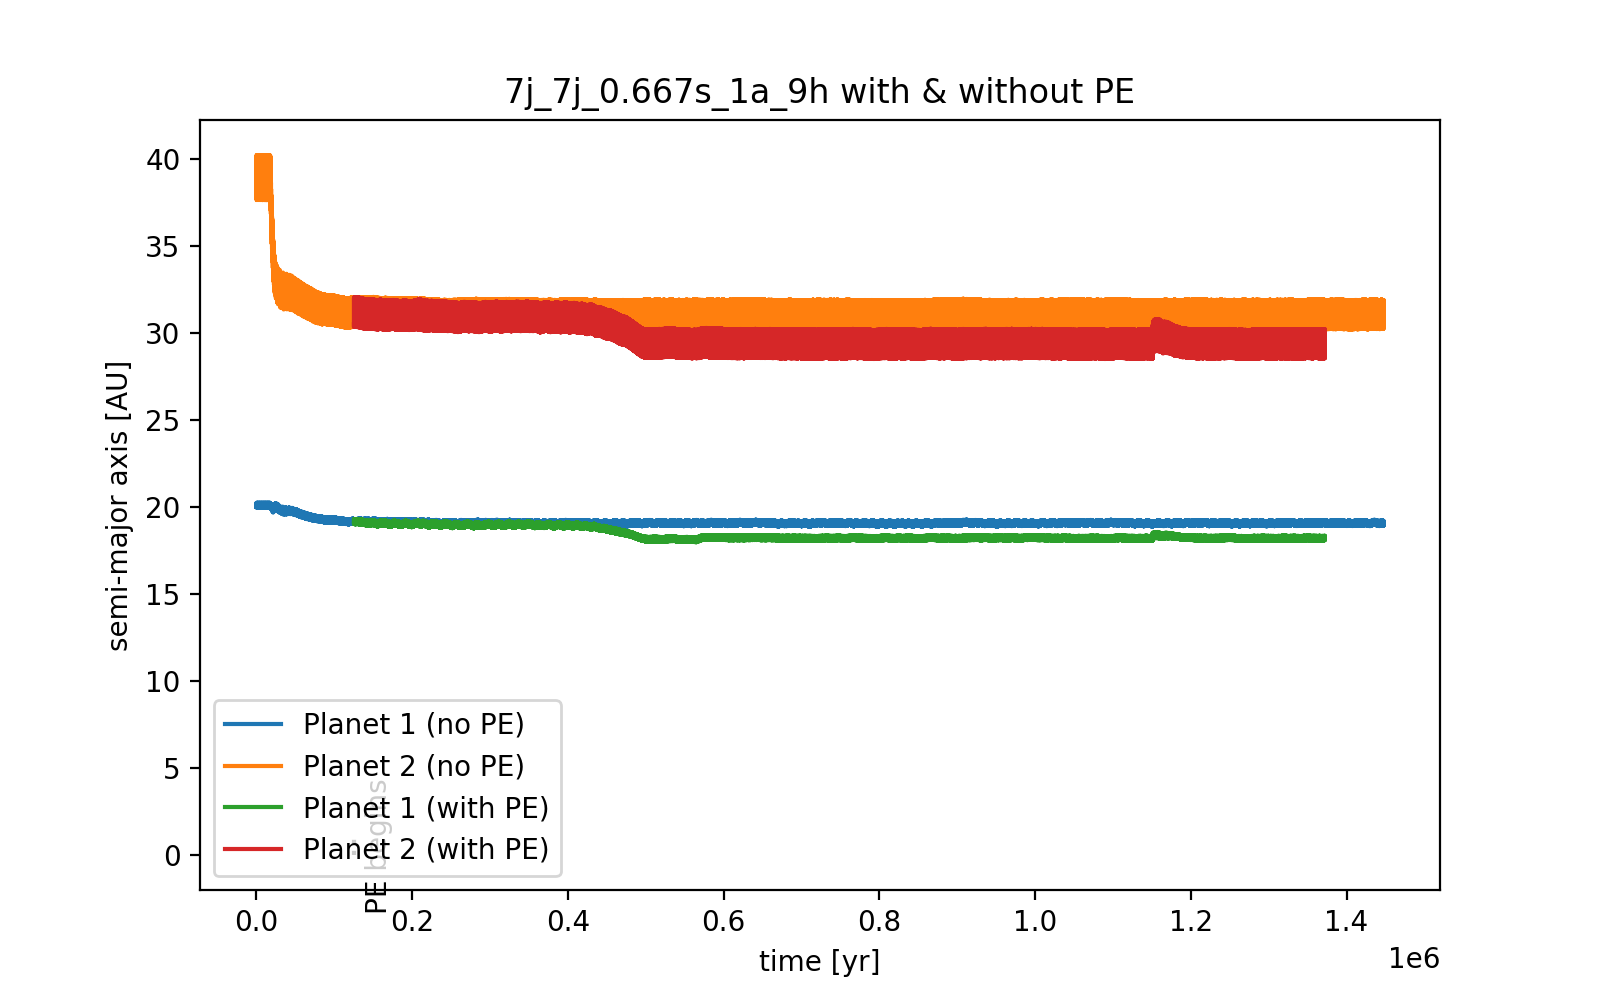 7j_7j_0.667s_1a_9h with & without PE
semi-major axis [AU]
40
35
30
25
20
15
10
5
0
Planet 1 (no PE)
Planet 2 (no PE)
Planet 1 (with PE)
Planet 2 (with PE)
PE begins
0.0 0.2 0.4 0.6 0.8 1.0 1.2 1.4
time [yr]
1e6